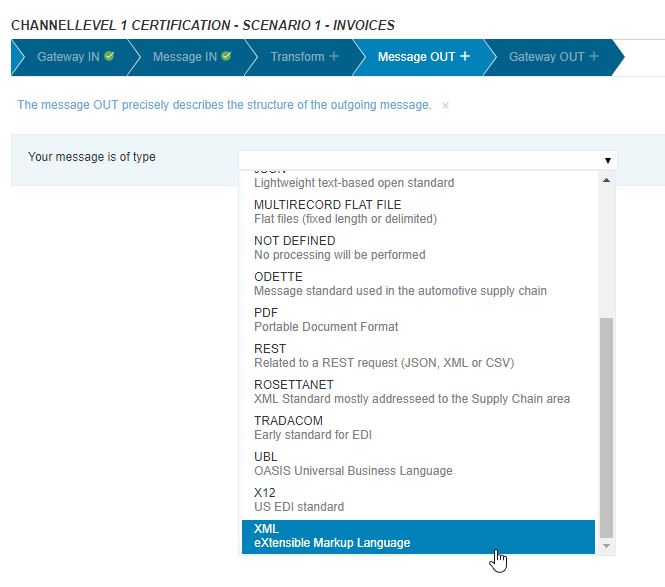 CHANNELLEVEL 1 CERTIFICATION - SCENARIO 1 - INVOICES
Gateway IN Message IN Transform + Message OUT + Gateway OUT +
The message OUT precisely describes the structure of the outgoing message. ×
Your message is of type
JSON
Lightweight text-based open standard
MULTIRECORD FLAT FILE
Flat files (fixed length or delimited)
NOT DEFINED
No processing will be performed
ODETTE
Message standard used in the automotive supply chain
PDF
Portable Document Format
REST
Related to a REST request (JSON, XML or CSV)
ROSETTANET
XML Standard mostly addresseed to the Supply Chain area
TRADACOM
Early standard for EDI
UBL
OASIS Universal Business Language
X12
US EDI standard
XML
eXtensible Markup Language